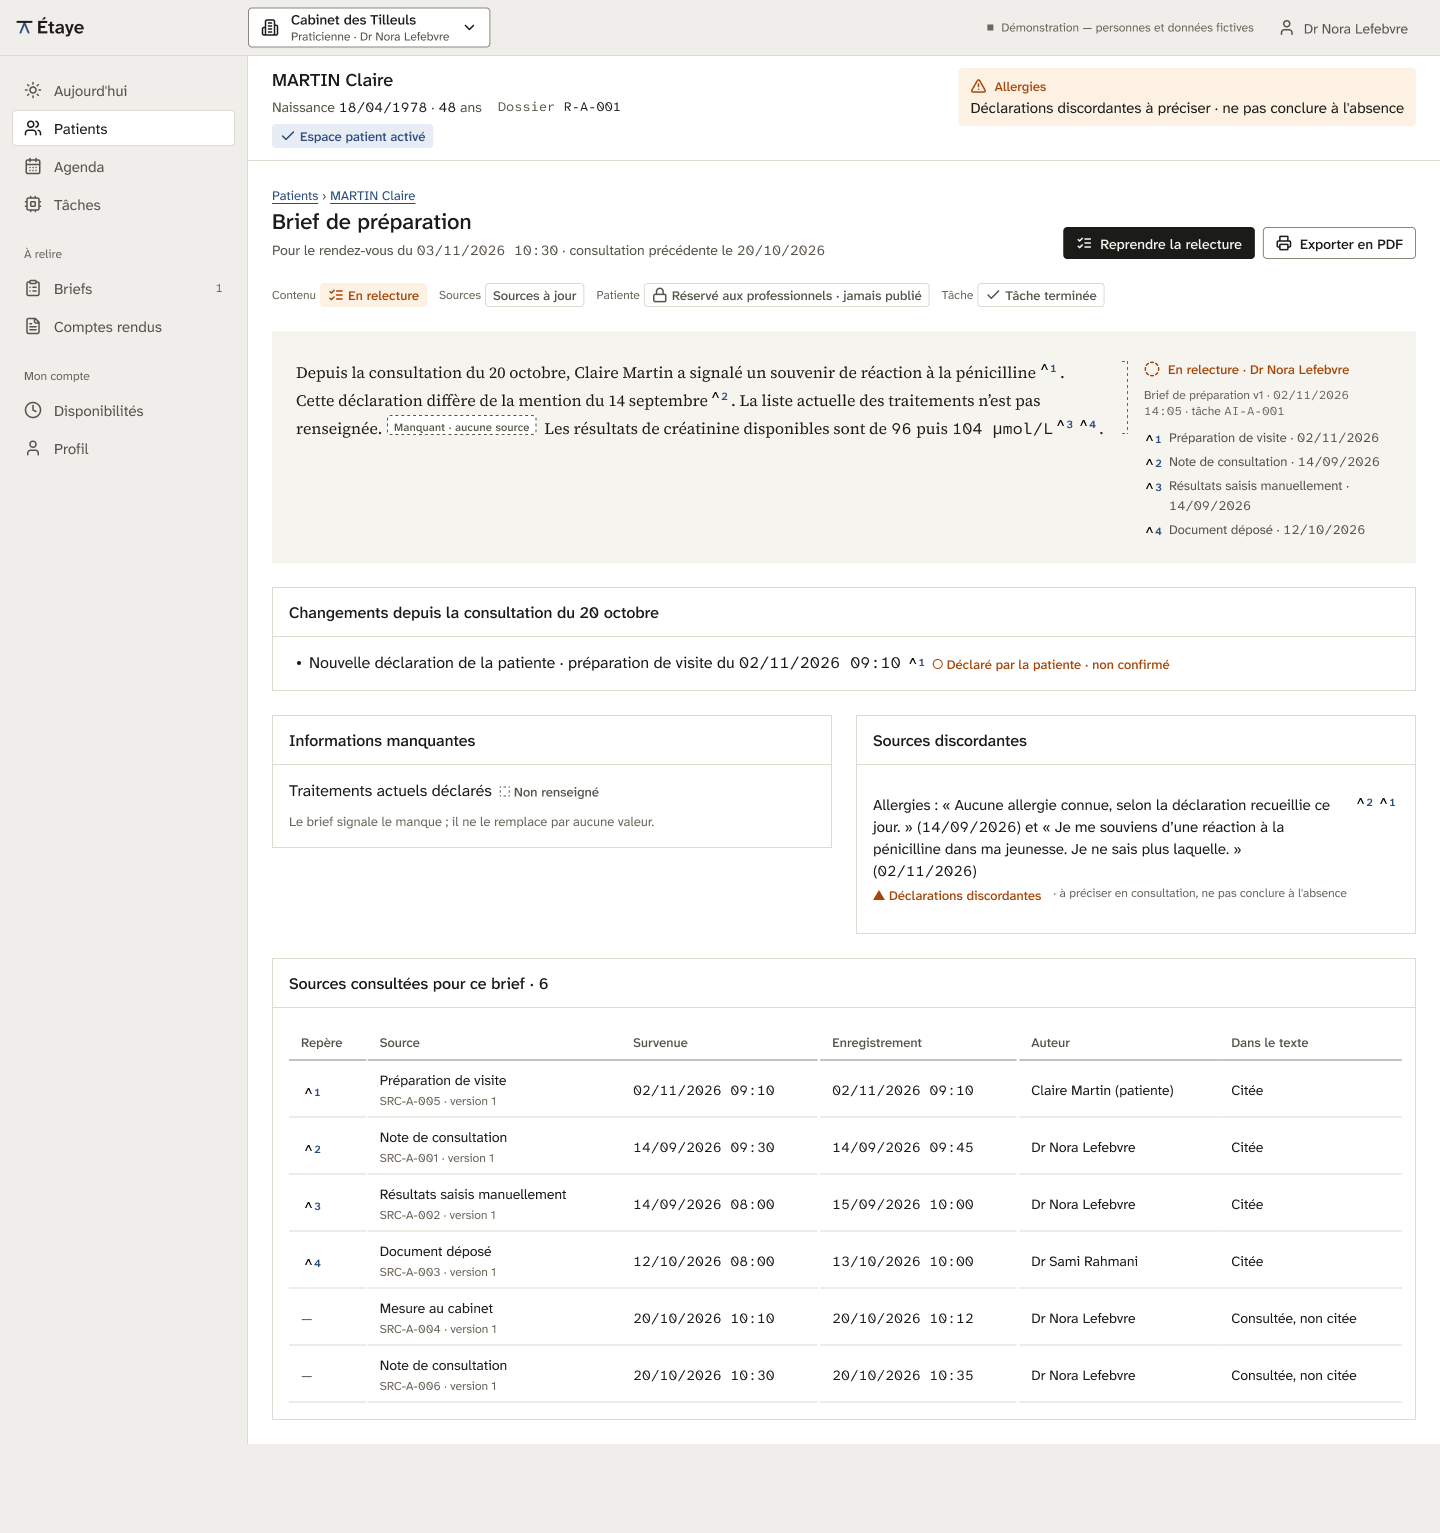 Étaye
Cabinet des Tilleuls
Praticienne · Dr Nora Lefebvre
Démonstration — personnes et données fictives
Dr Nora Lefebvre
Aujourd'hui
Patients
Agenda
Tâches
À relire
Briefs 1
Comptes rendus
Mon compte
Disponibilités
Profil
MARTIN Claire
Naissance 18/04/1978 · 48 ans Dossier R-A-001
Espace patient activé
Allergies
Déclarations discordantes à préciser · ne pas conclure à l'absence
Patients › MARTIN Claire
Brief de préparation
Pour le rendez-vous du 03/11/2026 10:30 · consultation précédente le 20/10/2026
Reprendre la relecture
Exporter en PDF
Contenu En relecture Sources Sources à jour Patiente Réservé aux professionnels · jamais publié Tâche Tâche terminée
Depuis la consultation du 20 octobre, Claire Martin a signalé un souvenir de réaction à la pénicilline ^1.
Cette déclaration diffère de la mention du 14 septembre ^2. La liste actuelle des traitements n’est pas
renseignée. Manquant · aucune source Les résultats de créatinine disponibles sont de 96 puis 104 µmol/L ^3 ^4.
En relecture · Dr Nora Lefebvre
Brief de préparation v1 · 02/11/2026
14:05 · tâche AI-A-001
^1 Préparation de visite · 02/11/2026
^2 Note de consultation · 14/09/2026
^3 Résultats saisis manuellement ·
14/09/2026
^4 Document déposé · 12/10/2026
Changements depuis la consultation du 20 octobre
• Nouvelle déclaration de la patiente · préparation de visite du 02/11/2026 09:10 ^1 Déclaré par la patiente · non confirmé
Informations manquantes
Traitements actuels déclarés Non renseigné
Le brief signale le manque ; il ne le remplace par aucune valeur.
Sources discordantes
Allergies : « Aucune allergie connue, selon la déclaration recueillie ce ^2 ^1
jour. » (14/09/2026) et « Je me souviens d’une réaction à la
pénicilline dans ma jeunesse. Je ne sais plus laquelle. »
(02/11/2026)
Déclarations discordantes · à préciser en consultation, ne pas conclure à l'absence
Sources consultées pour ce brief · 6
Repère Source Survenue Enregistrement Auteur Dans le texte
^1 Préparation de visite 02/11/2026 09:10 02/11/2026 09:10 Claire Martin (patiente) Citée
SRC-A-005 · version 1
^2 Note de consultation 14/09/2026 09:30 14/09/2026 09:45 Dr Nora Lefebvre Citée
SRC-A-001 · version 1
^3 Résultats saisis manuellement 14/09/2026 08:00 15/09/2026 10:00 Dr Nora Lefebvre Citée
SRC-A-002 · version 1
^4 Document déposé 12/10/2026 08:00 13/10/2026 10:00 Dr Sami Rahmani Citée
SRC-A-003 · version 1
— Mesure au cabinet 20/10/2026 10:10 20/10/2026 10:12 Dr Nora Lefebvre Consultée, non citée
SRC-A-004 · version 1
— Note de consultation 20/10/2026 10:30 20/10/2026 10:35 Dr Nora Lefebvre Consultée, non citée
SRC-A-006 · version 1